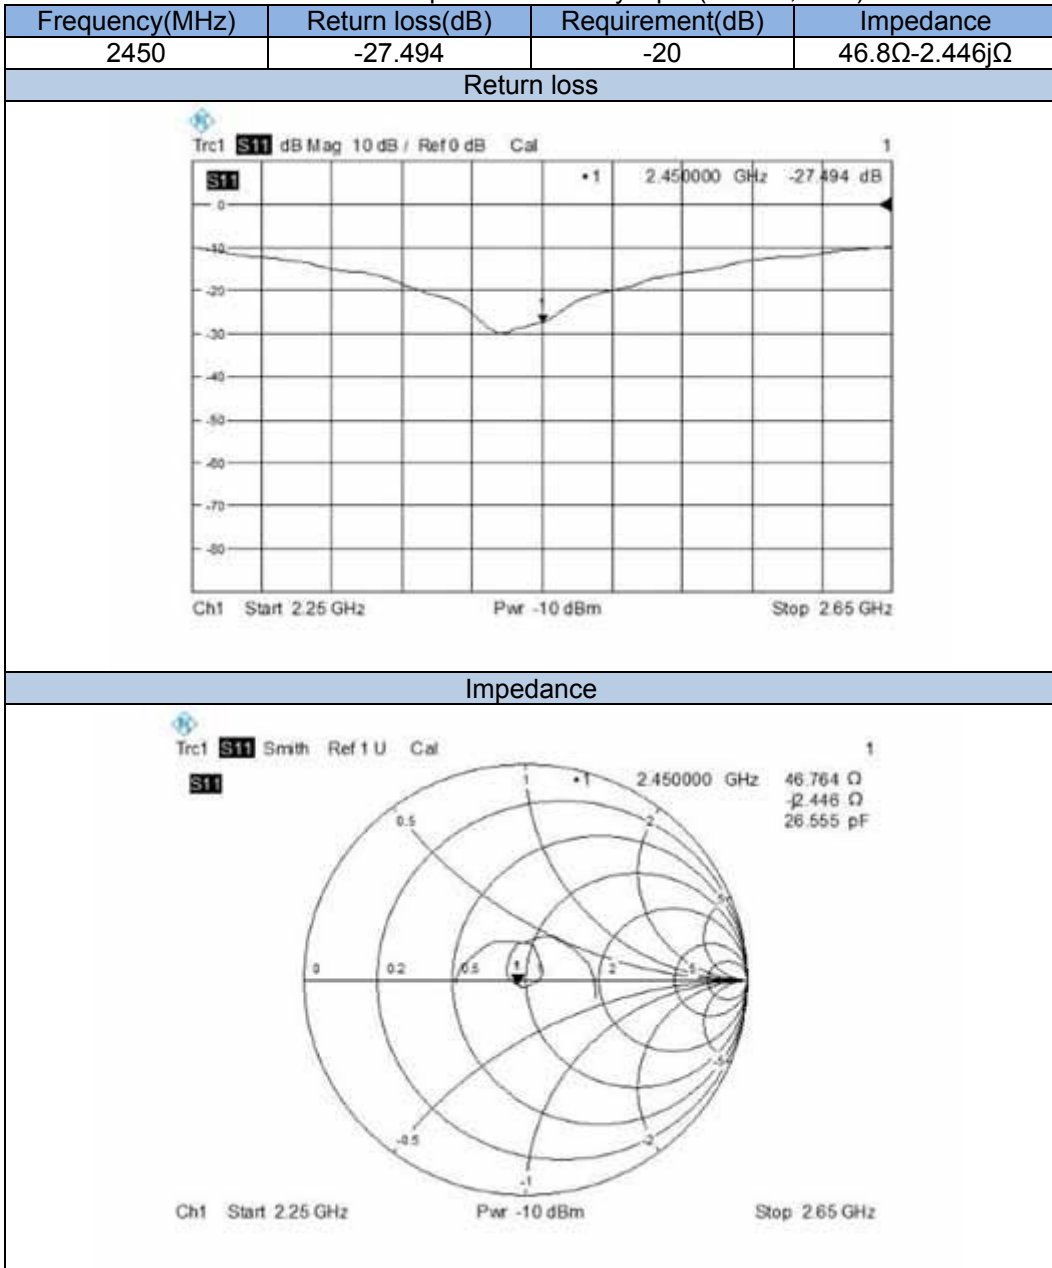 Frequency(MHz) Return loss(dB) Requirement(dB) Impedance
2450 -27.494 -20 46.8Ω-2.446jΩ
Return loss
Trc1 S11 dB Mag 10 dB / Ref 0 dB Cal 1
S11 •1 2.450000 GHz -27.494 dB
0
-10
-20
1
-30
-40
-50
-60
-70
-80
Ch1 Start 2.25 GHz Pwr -10 dBm Stop 2.65 GHz
Impedance
Trc1 S11 Smith Ref 1 U Cal 1
S11 •1 2.450000 GHz 46.764 Ω
-j2.446 Ω
26.555 pF
0.5 2
5
0 0.2 0.5 1 1 2 5
-5
-0.5 -2
-1
Ch1 Start 2.25 GHz Pwr -10 dBm Stop 2.65 GHz